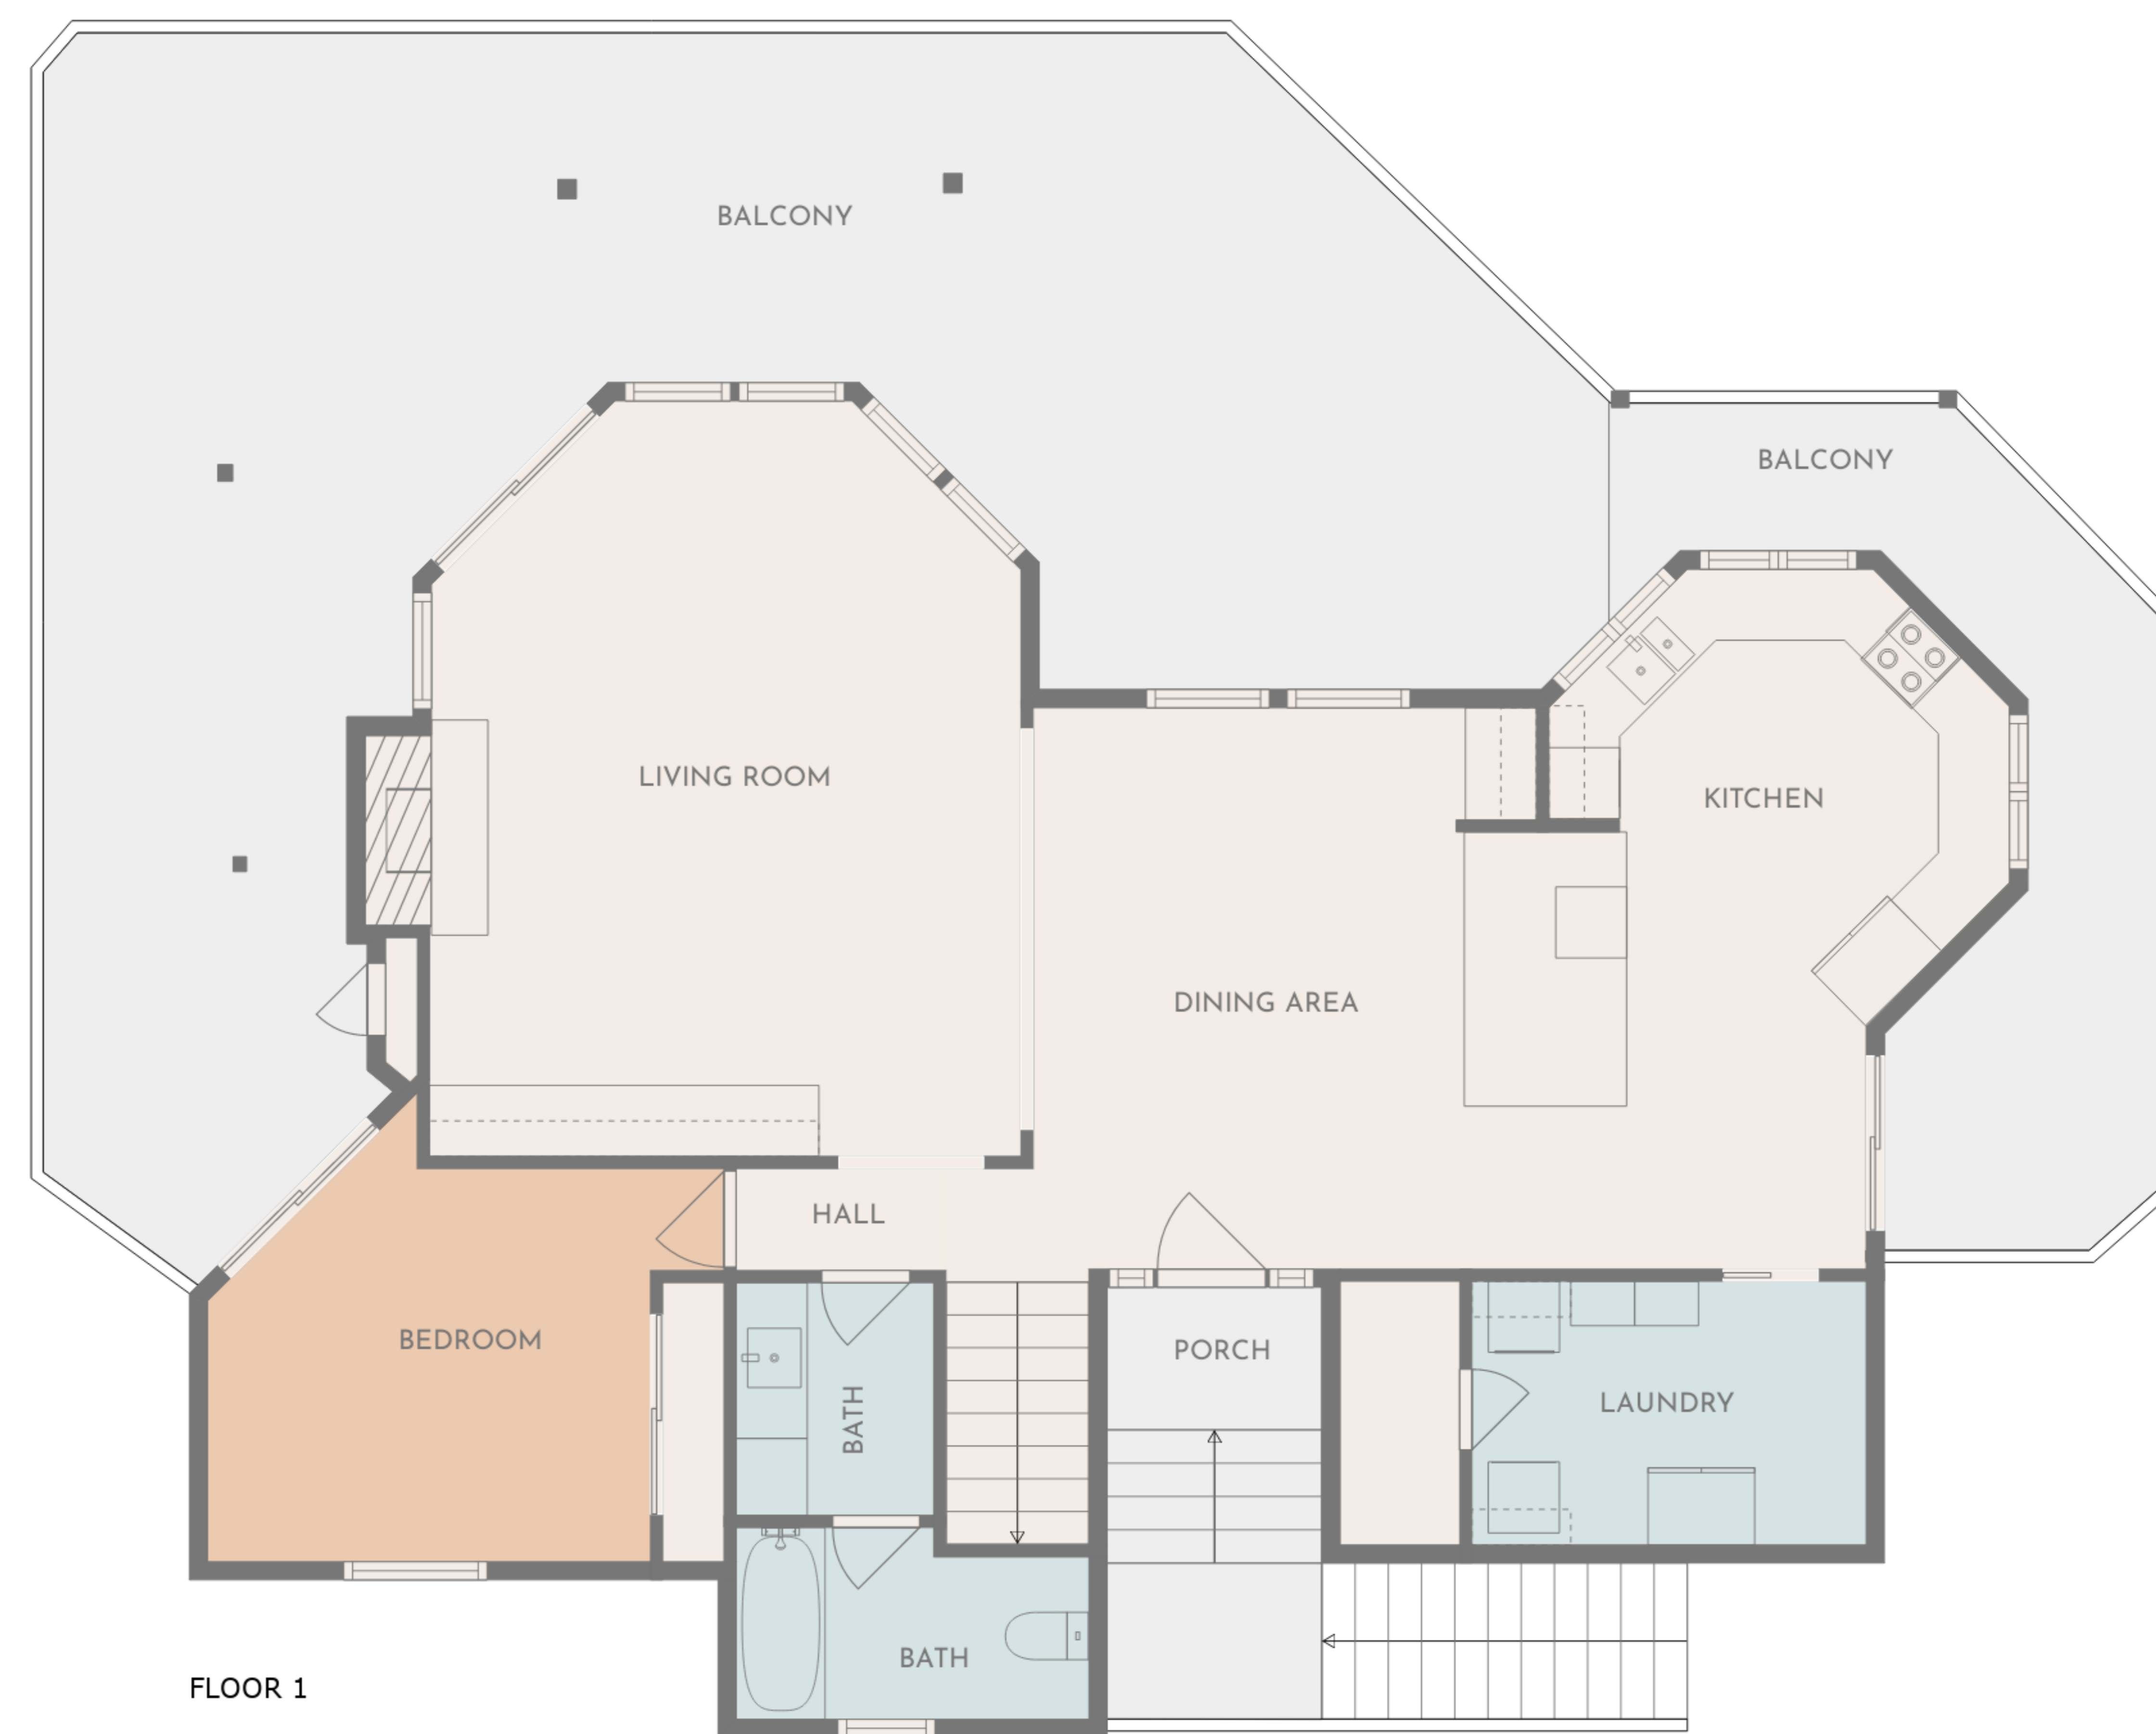 BALCONY
BALCONY
LIVING ROOM
KITCHEN
DINING AREA
HALL
BEDROOM
BATH
PORCH
LAUNDRY
BATH
FLOOR 1